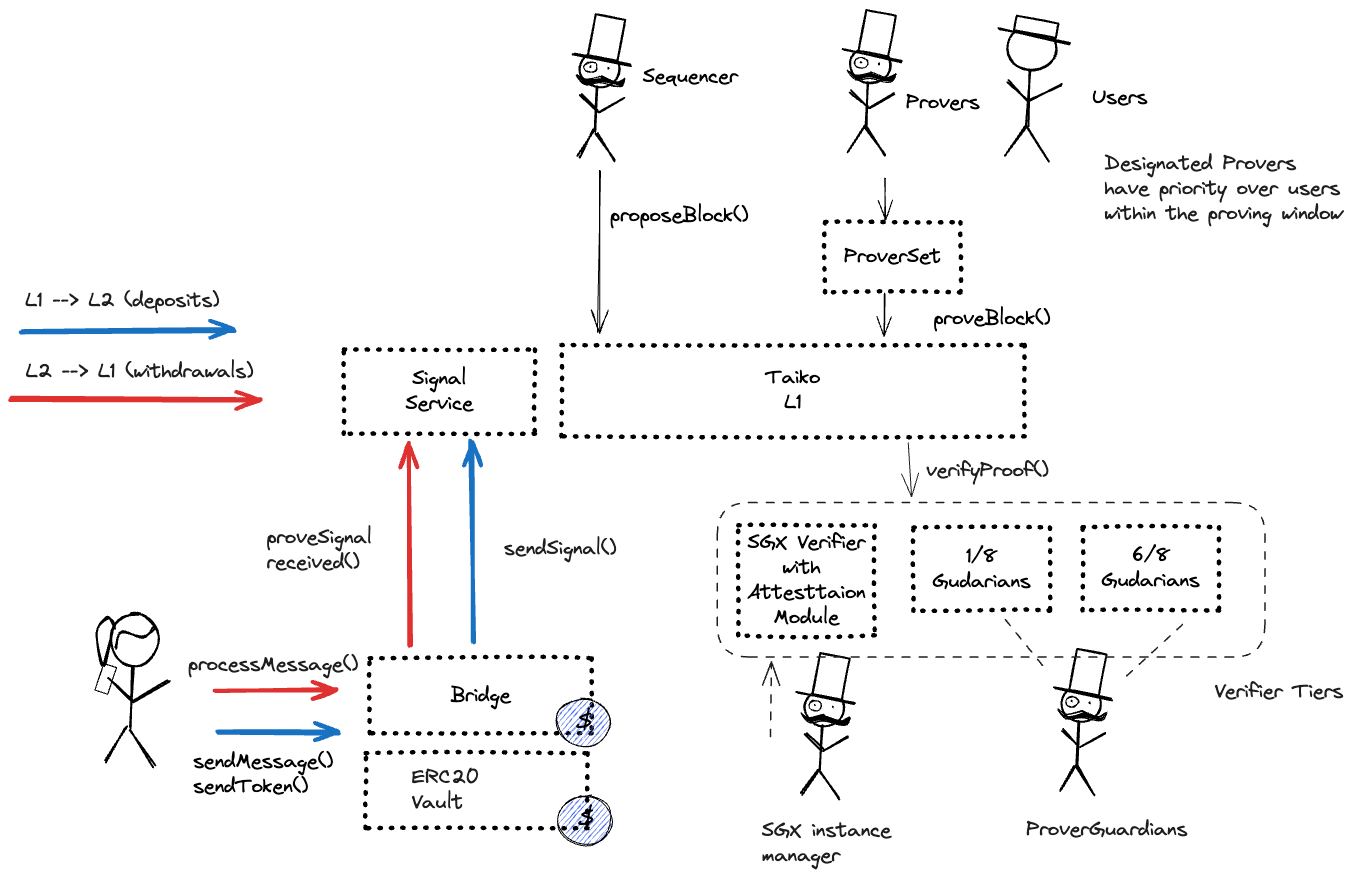 Sequencer
Provers
Users
Designated Provers
have priority over users
within the proving window
proposeBlock()
ProverSet
proveBlock()
L1 --> L2 (deposits)
L2 --> L1 (withdrawals)
Signal
Service
Taiko
L1
verifyProof()
proveSignal
received()
sendSignal()
SGX Verifier
with
Attesttaion
Module
1/8
Gudarians
6/8
Gudarians
Verifier Tiers
processMessage()
Bridge
$
sendMessage()
sendToken()
ERC20
Vault
$
SGX instance
manager
ProverGuardians